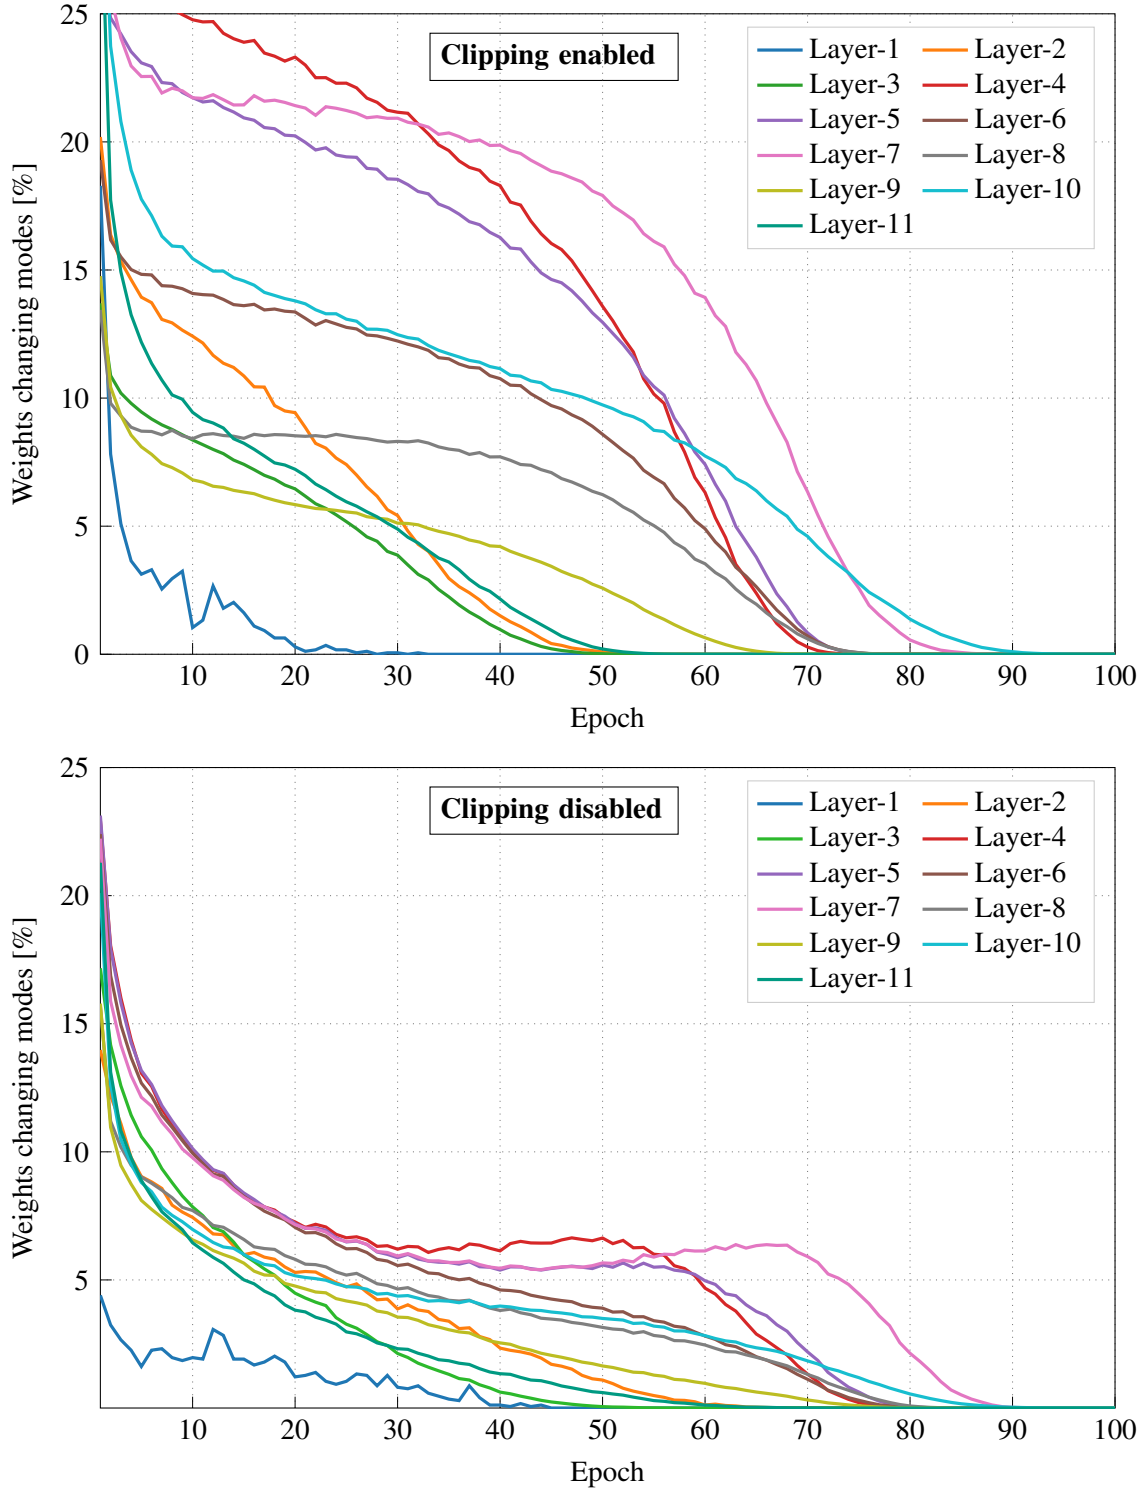 25
Clipping enabled
Layer-1 Layer-2
Layer-3 Layer-4
Layer-5 Layer-6
Layer-7 Layer-8
Layer-9 Layer-10
Layer-11
20
15
10
5
0
Weights changing modes [%]
10 20 30 40 50 60 70 80 90 100
Epoch
25
Clipping disabled
Layer-1 Layer-2
Layer-3 Layer-4
Layer-5 Layer-6
Layer-7 Layer-8
Layer-9 Layer-10
Layer-11
20
15
10
5
Weights changing modes [%]
10 20 30 40 50 60 70 80 90 100
Epoch